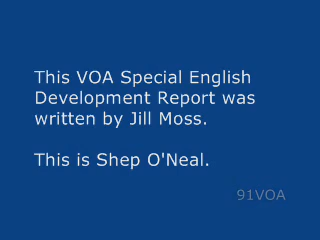 This VOA Special English
Development Report was
written by Jill Moss.
This is Shep O'Neal.
91VOA